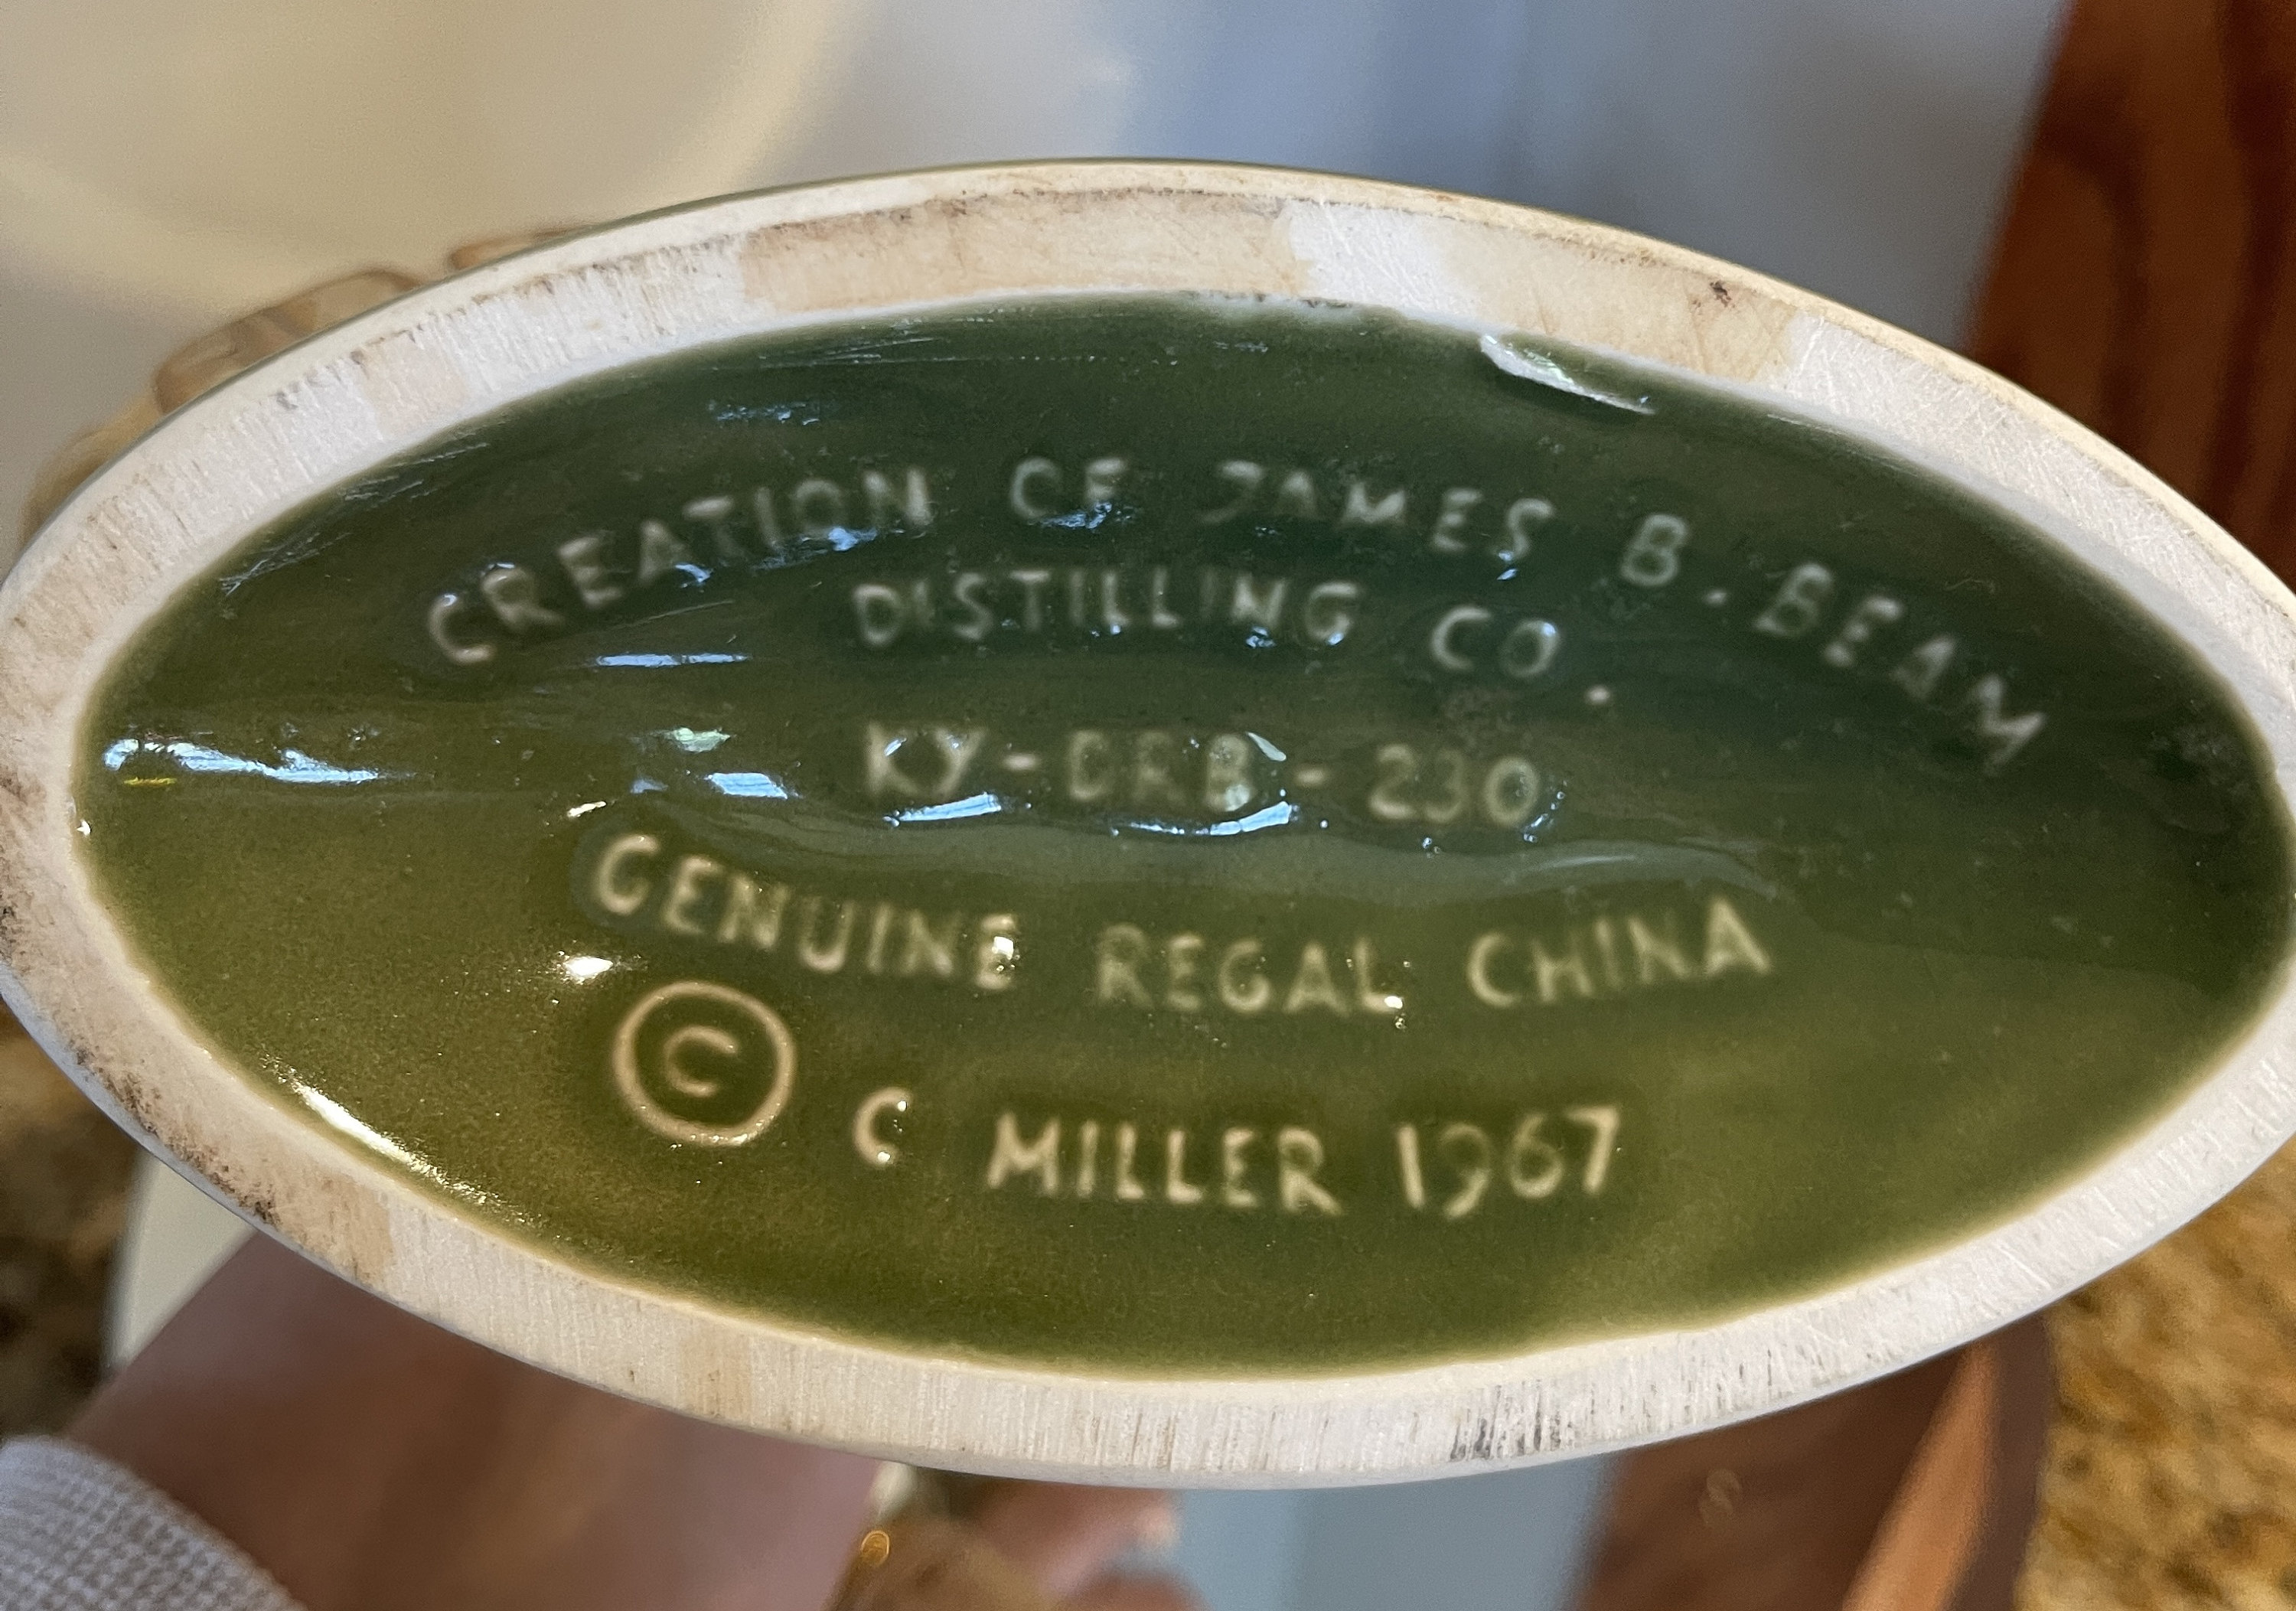 CREATION OF JAMES B. BEAM
DISTILLING CO.
KY-DRB-230
GENUINE REGAL CHINA
© C MILLER 1967